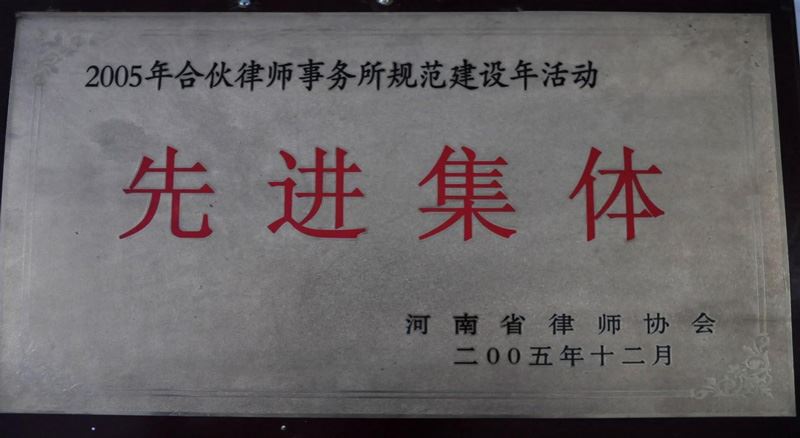 2005年合伙律师事务所规范建设年活动
先进集体
河南省律师协会
二00五年十二月